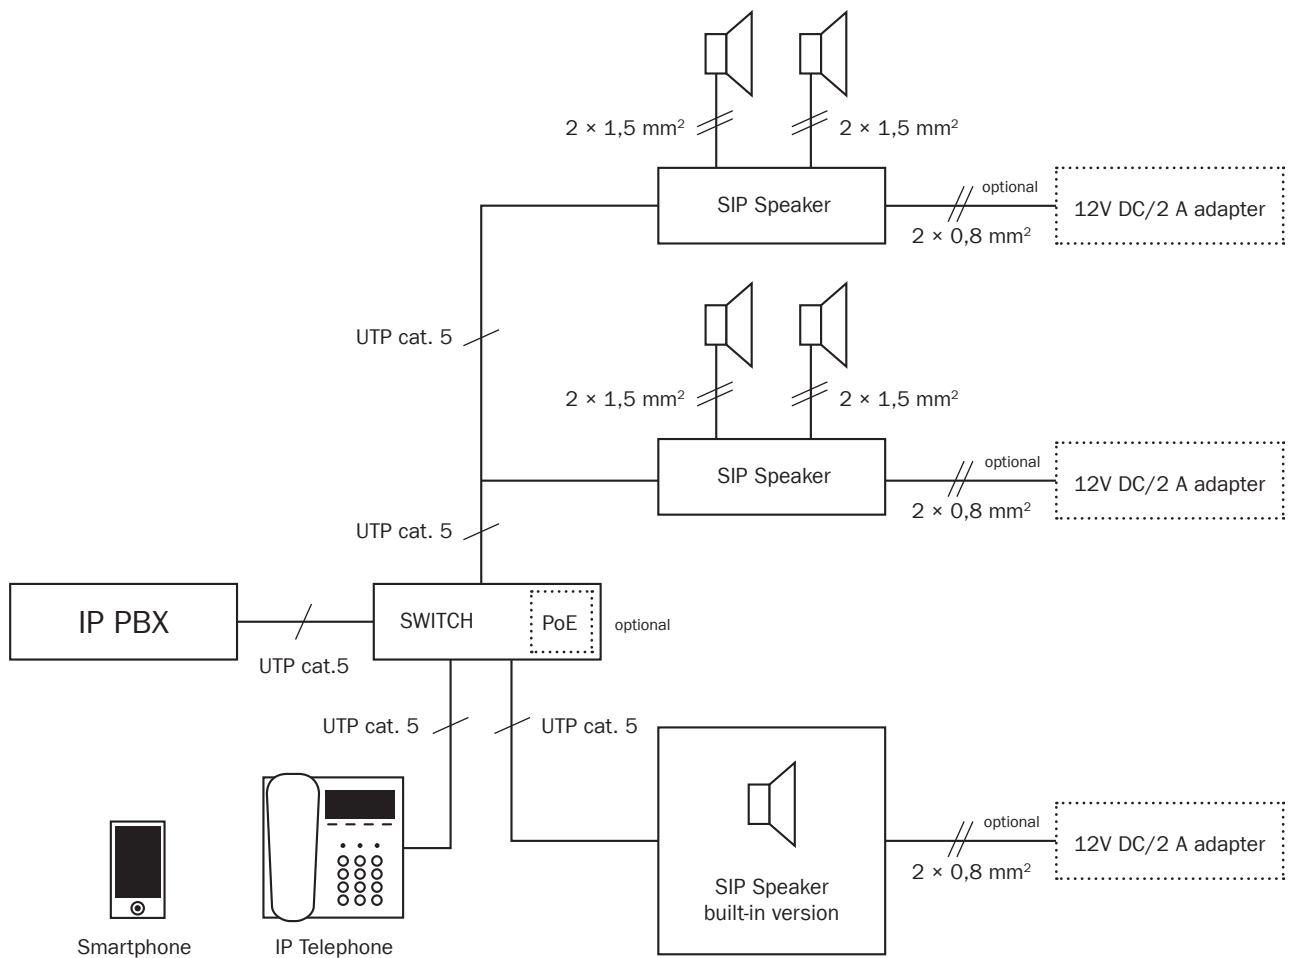 2 × 1,5 mm²
2 × 1,5 mm²
SIP Speaker
optional
12V DC/2 A adapter
2 × 0,8 mm²
UTP cat. 5
2 × 1,5 mm²
2 × 1,5 mm²
SIP Speaker
optional
12V DC/2 A adapter
2 × 0,8 mm²
UTP cat. 5
IP PBX
SWITCH
PoE
optional
UTP cat.5
UTP cat. 5
UTP cat. 5
optional
12V DC/2 A adapter
2 × 0,8 mm²
SIP Speaker
built-in version
Smartphone
IP Telephone